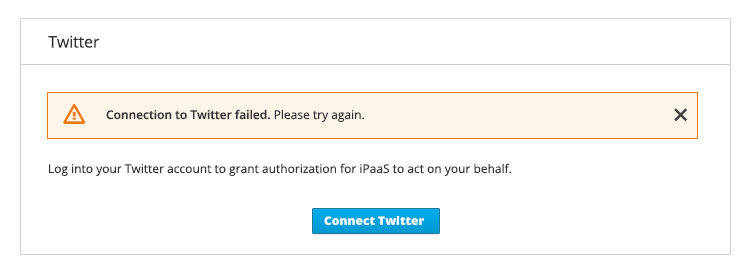 Twitter
Connection to Twitter failed. Please try again.
Log into your Twitter account to grant authorization for iPaaS to act on your behalf.
Connect Twitter